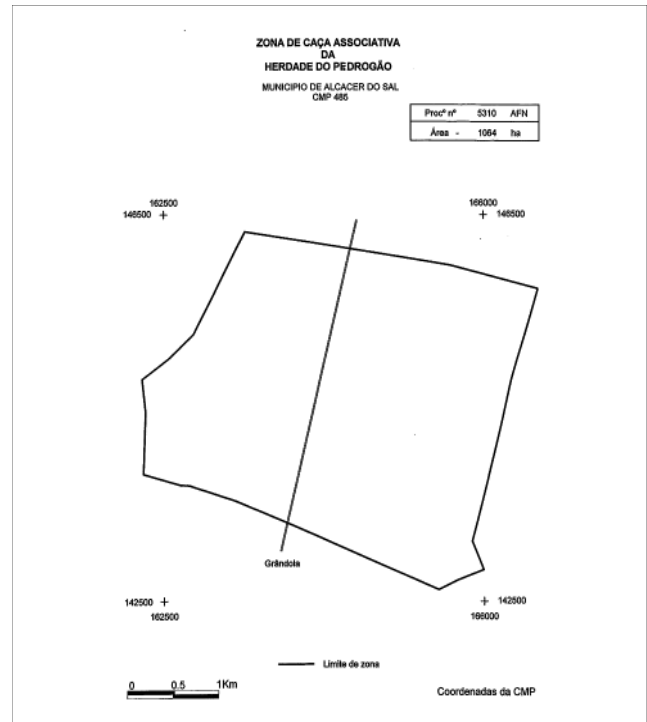 ZONA DE CAÇA ASSOCIATIVA
DA
HERDADE DO PEDROGÃO
MUNICIPIO DE ALCACER DO SAL
CMP 485
Procº nº 5310 AFN
Área - 1064 ha
162500
146500
166000
146500
Grândola
142500
162500
142500
166000
Limite de zona
0 0.5 1Km
Coordenadas da CMP